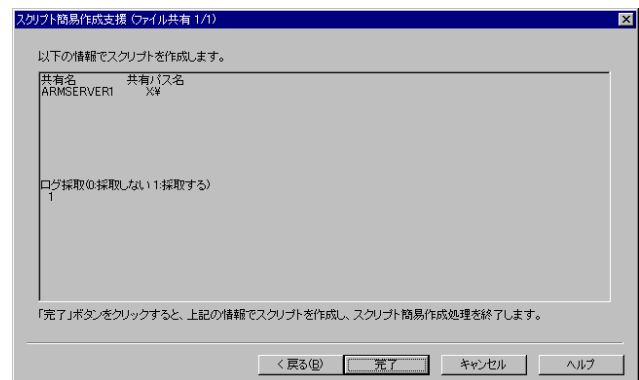 スクリプト簡易作成支援 (ファイル共有 1/1)
以下の情報でスクリプトを作成します。
共有名 共有パス名
ARMSERVER1 X¥
ログ採取(0:採取しない 1:採取する)
1
「完了」ボタンをクリックすると、上記の情報でスクリプトを作成し、スクリプト簡易作成処理を終了します。
< 戻る(B) 完了 キャンセル ヘルプ